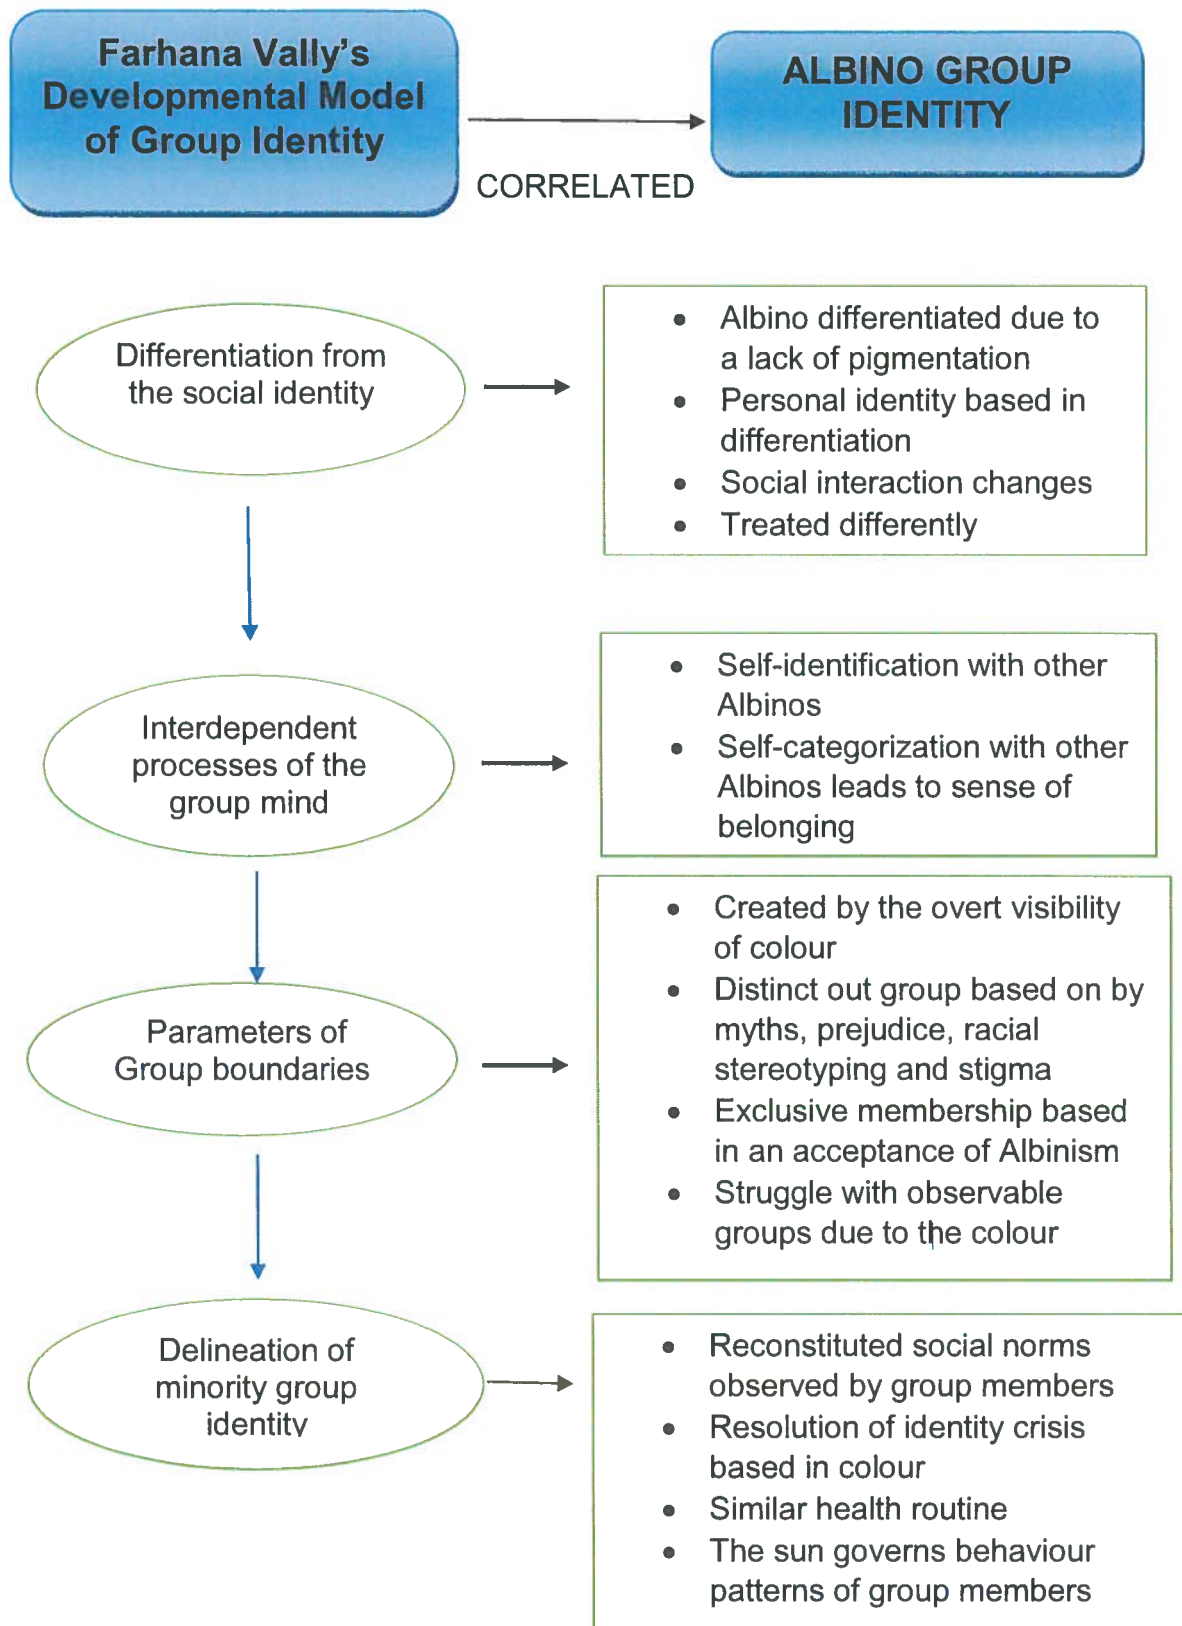 Farhana Vally's
Developmental Model
of Group Identity
CORRELATED
ALBINO GROUP
IDENTITY
Differentiation from
the social identity
• Albino differentiated due to
a lack of pigmentation
• Personal identity based in
differentiation
• Social interaction changes
• Treated differently
Interdependent
processes of the
group mind
• Self-identification with other
Albinos
• Self-categorization with other
Albinos leads to sense of
belonging
Parameters of
Group boundaries
• Created by the overt visibility
of colour
• Distinct out group based on by
myths, prejudice, racial
stereotyping and stigma
• Exclusive membership based
in an acceptance of Albinism
• Struggle with observable
groups due to the colour
Delineation of
minority group
identity
• Reconstituted social norms
observed by group members
• Resolution of identity crisis
based in colour
• Similar health routine
• The sun governs behaviour
patterns of group members